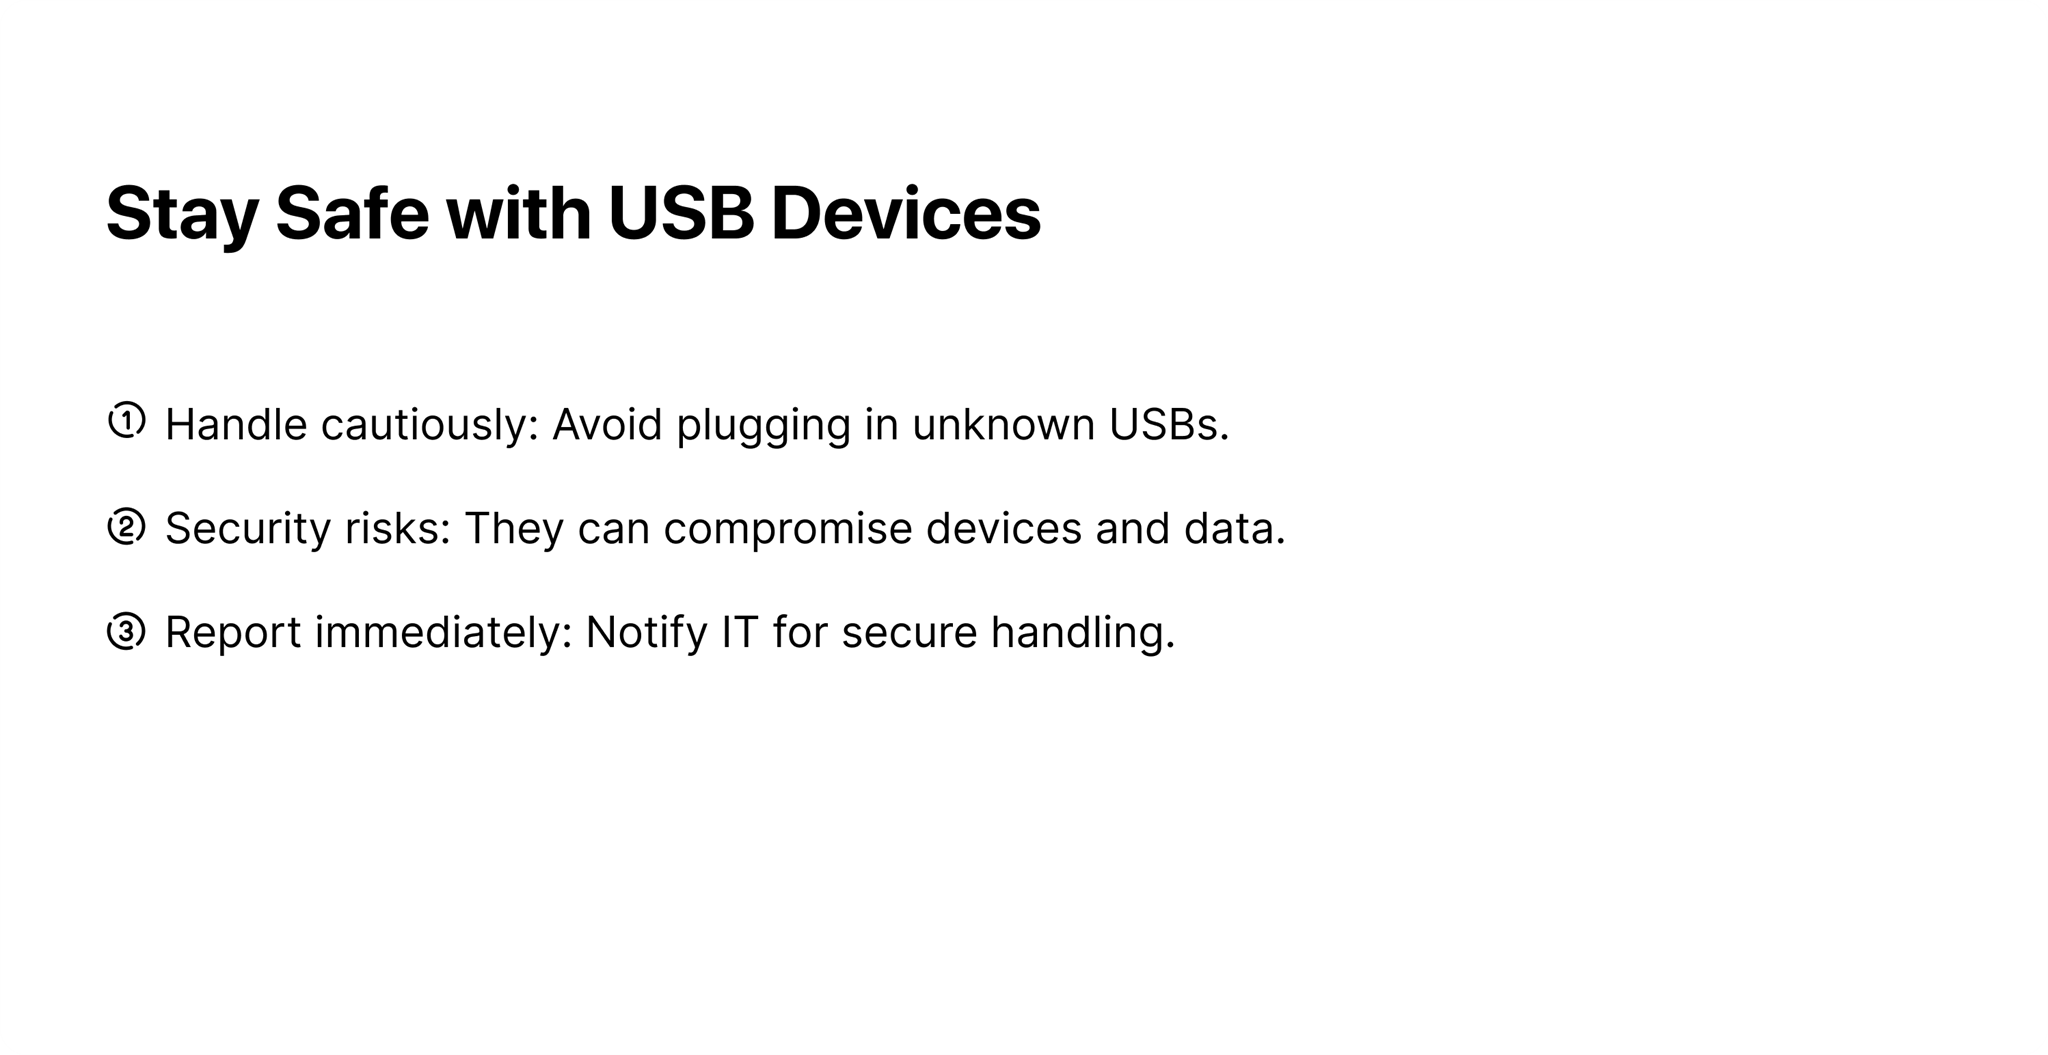 Stay Safe with USB Devices
① Handle cautiously: Avoid plugging in unknown USBs.
② Security risks: They can compromise devices and data.
③ Report immediately: Notify IT for secure handling.